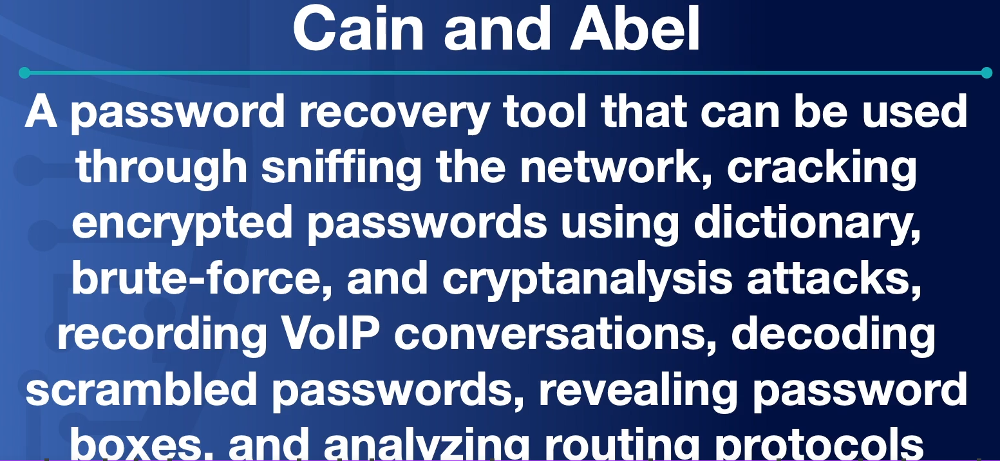 Cain and Abel
A password recovery tool that can be used
through sniffing the network, cracking
encrypted passwords using dictionary,
brute-force, and cryptanalysis attacks,
recording VoIP conversations, decoding
scrambled passwords, revealing password
boxes, and analyzing routing protocols